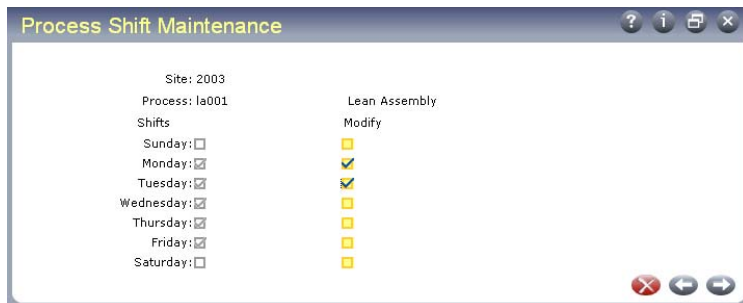 Process Shift Maintenance
Site: 2003
Process: la001 Lean Assembly
Shifts Modify
Sunday:
Monday:
Tuesday:
Wednesday:
Thursday:
Friday:
Saturday: